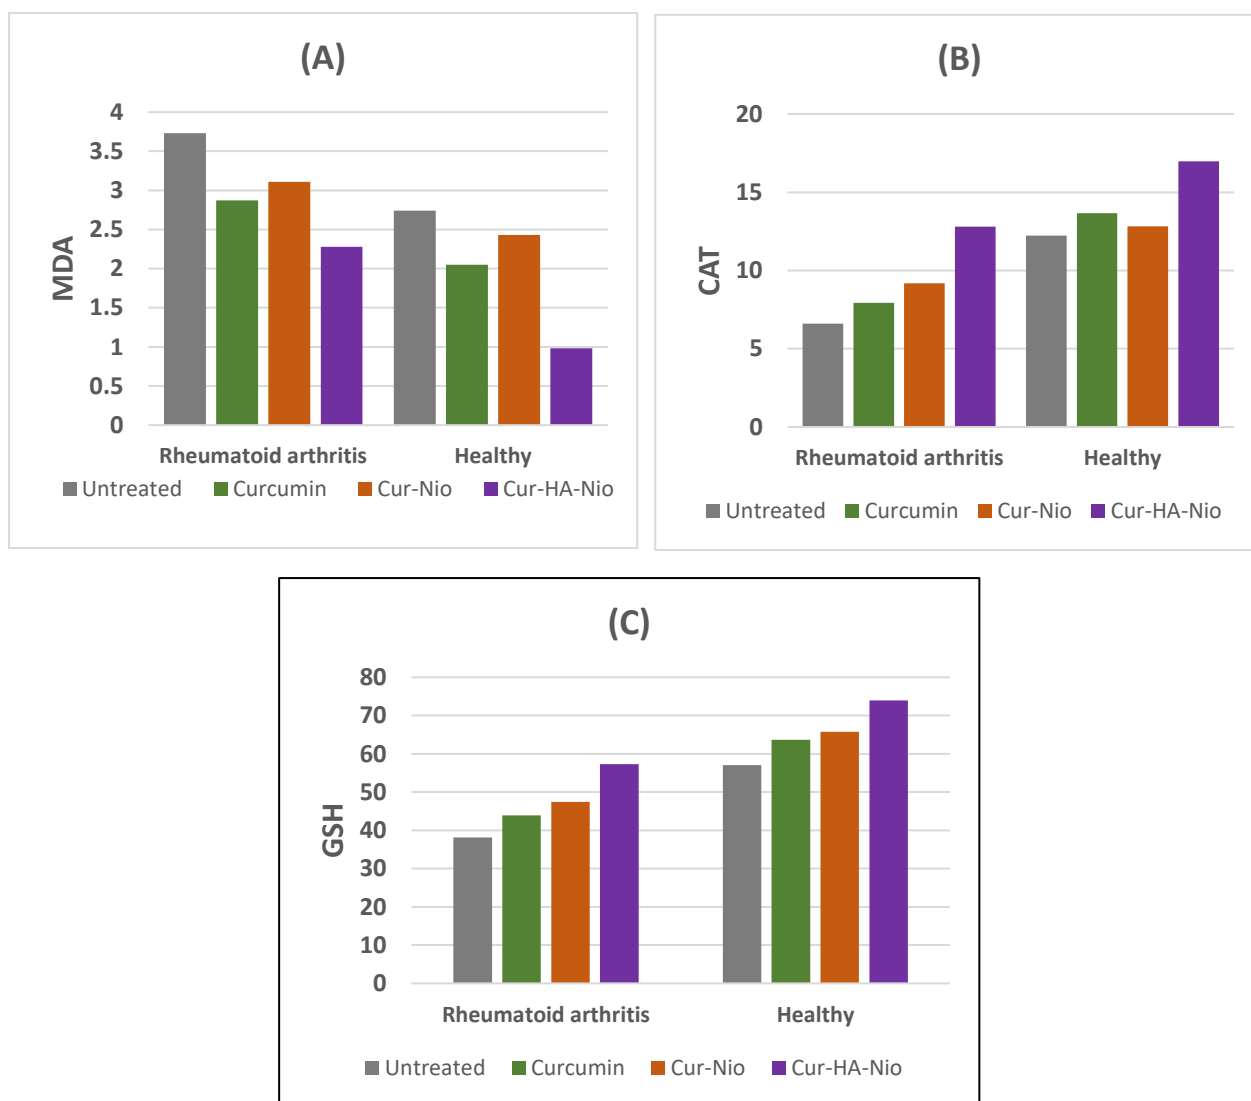 (A)
MDA
4
3.5
3
2.5
2
1.5
1
0.5
0
Rheumatoid arthritis Healthy
Untreated Curcumin Cur-Nio Cur-HA-Nio
(B)
CAT
20
15
10
5
0
Rheumatoid arthritis Healthy
Untreated Curcumin Cur-Nio Cur-HA-Nio
(C)
GSH
80
70
60
50
40
30
20
10
0
Rheumatoid arthritis Healthy
Untreated Curcumin Cur-Nio Cur-HA-Nio